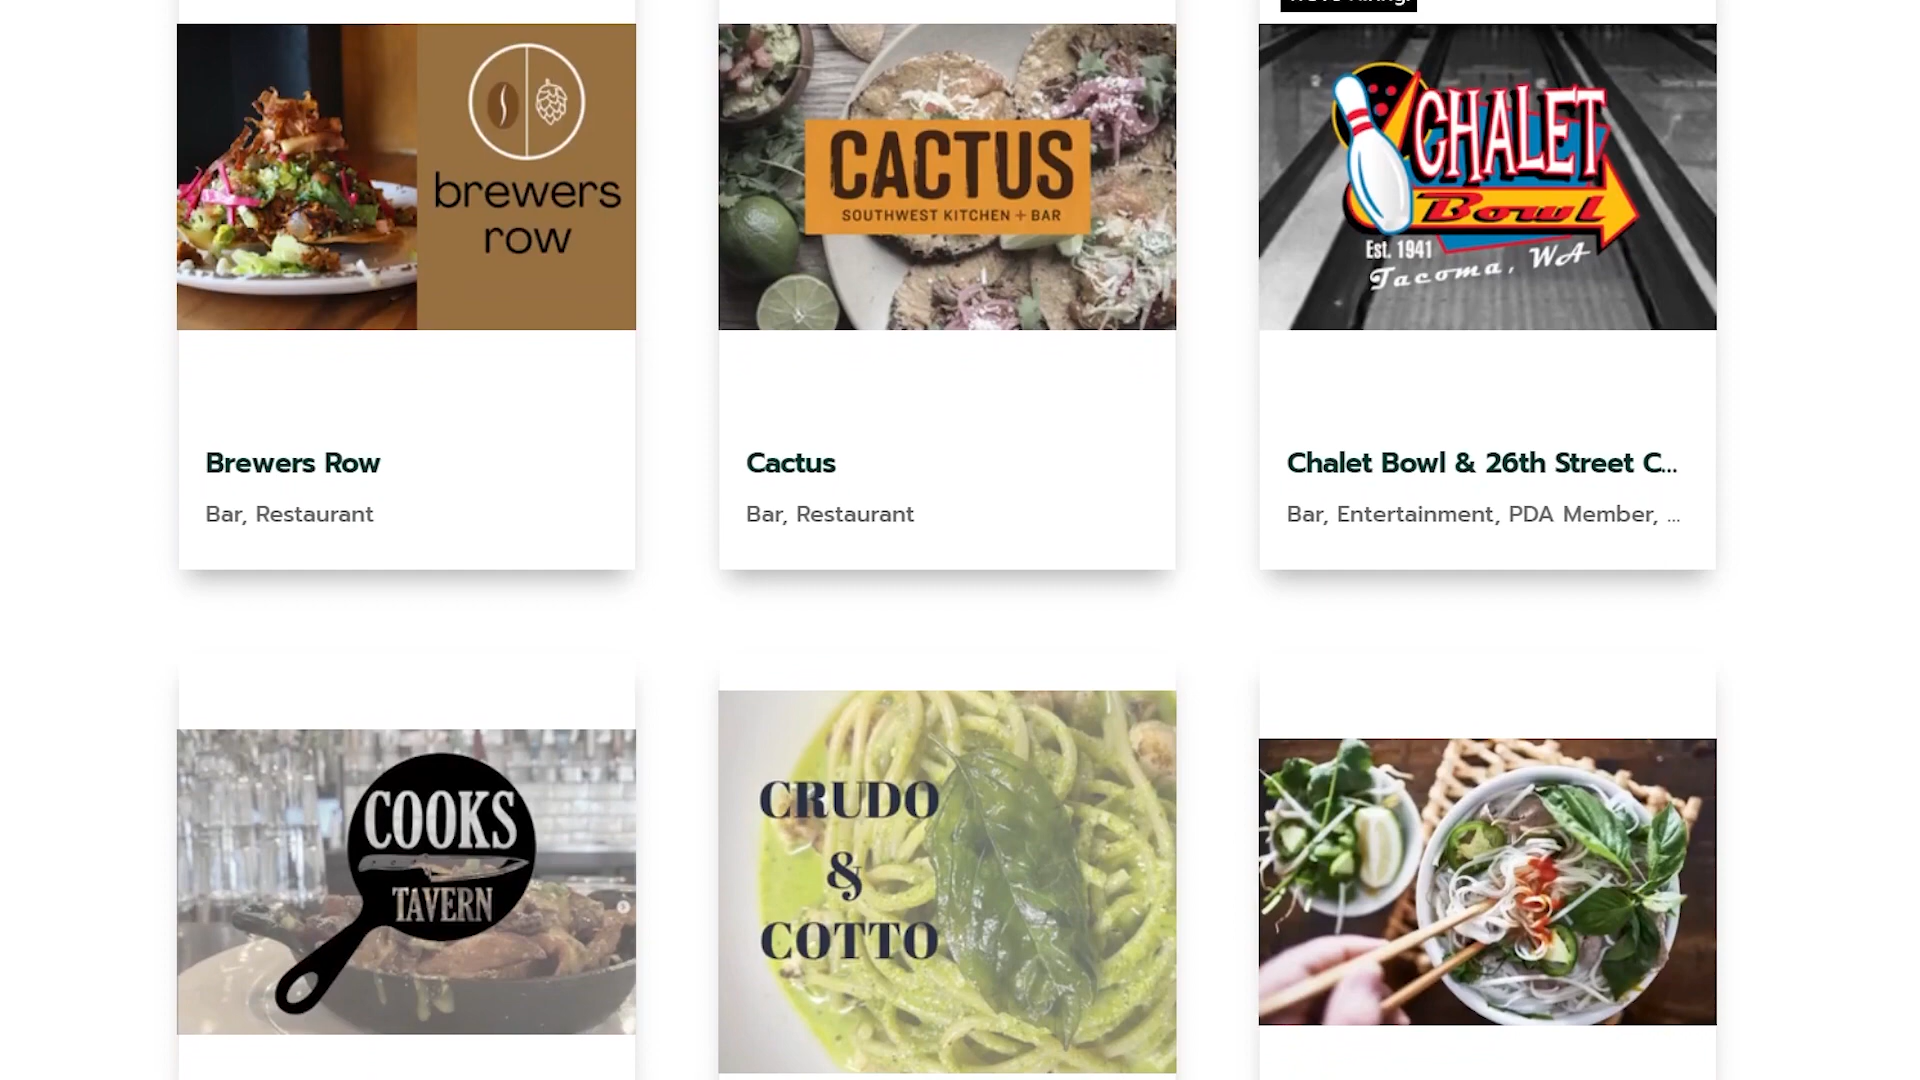 brewers
row
CACTUS
SOUTHWEST KITCHEN + BAR
CHALET
Bowl
Est. 1941
Tacoma, WA
Brewers Row
Cactus
Chalet Bowl & 26th Street C...
Bar, Restaurant
Bar, Restaurant
Bar, Entertainment, PDA Member, ...
COOKS
TAVERN
CRUDO
&
COTTO